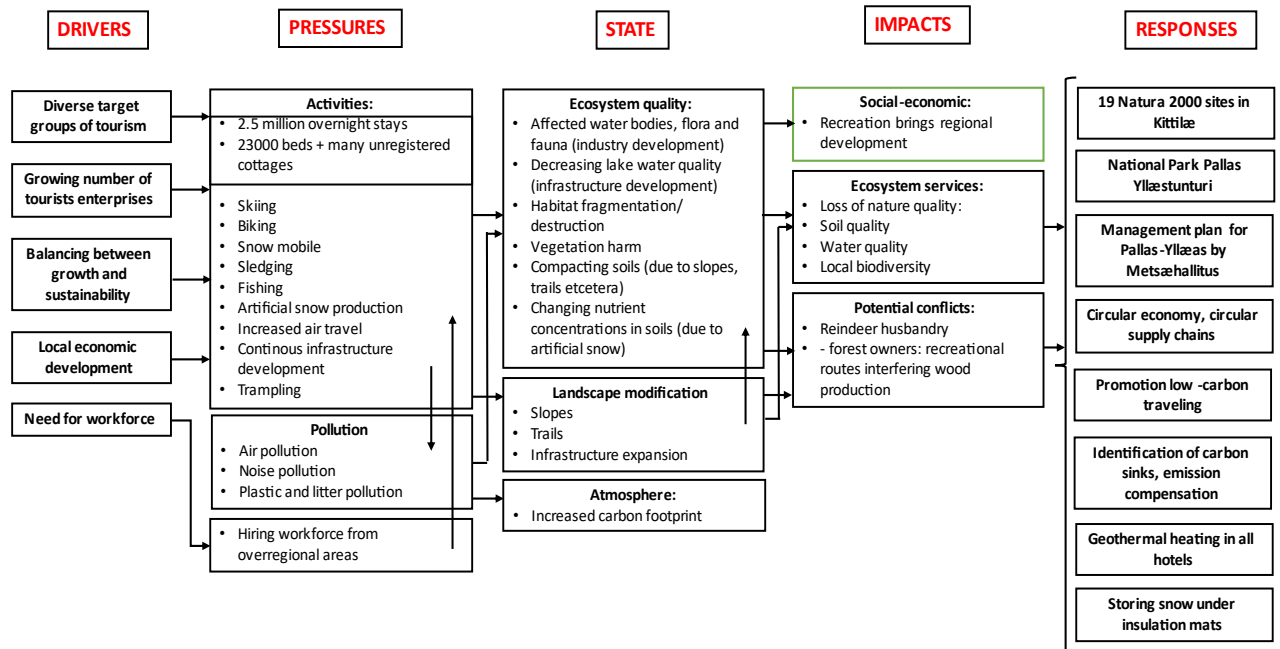 DRIVERS
PRESSURES
STATE
IMPACTS
RESPONSES
Diverse target
groups of tourism
Growing number of
tourists enterprises
Balancing between
growth and
sustainability
Local economic
development
Need for workforce
Activities:
• 2.5 million overnight stays
• 23000 beds + many unregistered
cottages
• Skiing
• Biking
• Snow mobile
• Sledging
• Fishing
• Artificial snow production
• Increased air travel
• Continous infrastructure
development
• Trampling
Pollution
• Air pollution
• Noise pollution
• Plastic and litter pollution
• Hiring workforce from
overregional areas
Ecosystem quality:
• Affected water bodies, flora and
fauna (industry development)
• Decreasing lake water quality
(infrastructure development)
• Habitat fragmentation/
destruction
• Vegetation harm
• Compacting soils (due to slopes,
trails etcetera)
• Changing nutrient
concentrations in soils (due to
artificial snow)
Landscape modification
• Slopes
• Trails
• Infrastructure expansion
Atmosphere:
• Increased carbon footprint
Social-economic:
• Recreation brings regional
development
Ecosystem services:
• Loss of nature quality:
• Soil quality
• Water quality
• Local biodiversity
Potential conflicts:
• Reindeer husbandry
• - forest owners: recreational
routes interfering wood
production
19 Natura 2000 sites in
Kittilæ
National Park Pallas
Yllæstunturi
Management plan for
Pallas-Yllæas by
Metsæhallitus
Circular economy, circular
supply chains
Promotion low -carbon
traveling
Identification of carbon
sinks, emission
compensation
Geothermal heating in all
hotels
Storing snow under
insulation mats